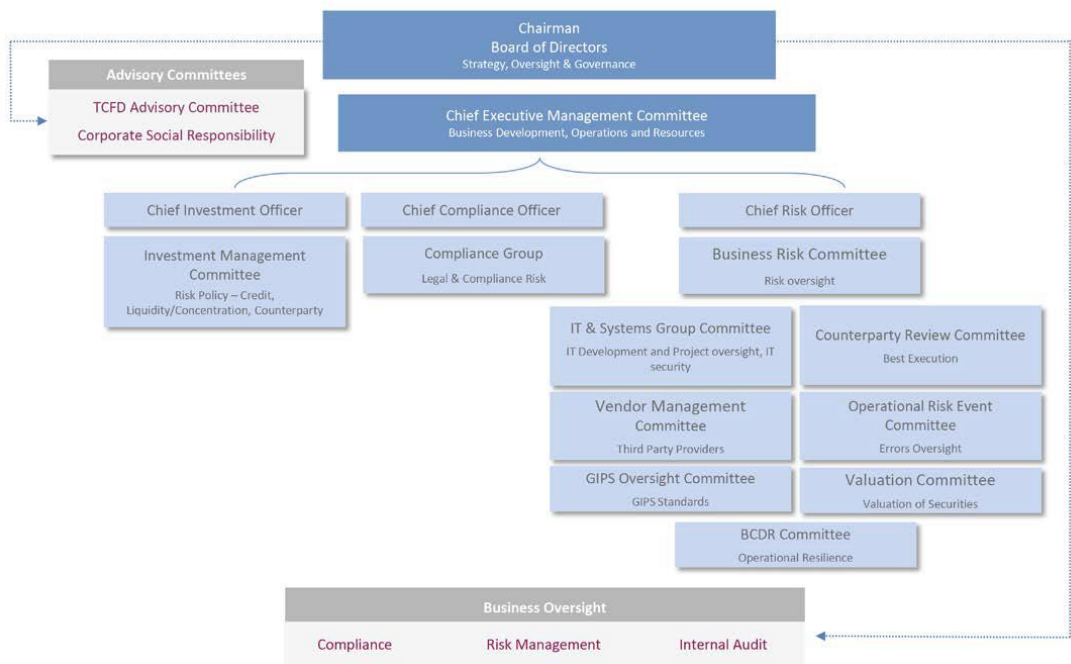 Chairman
Board of Directors
Strategy, Oversight & Governance
Advisory Committees
TCFD Advisory Committee
Corporate Social Responsibility
Chief Executive Management Committee
Business Development, Operations and Resources
Chief Investment Officer
Chief Compliance Officer
Chief Risk Officer
Investment Management
Committee
Risk Policy – Credit,
Liquidity/Concentration, Counterparty
Compliance Group
Legal & Compliance Risk
Business Risk Committee
Risk oversight
IT & Systems Group Committee
IT Development and Project oversight, IT
security
Counterparty Review Committee
Best Execution
Vendor Management
Committee
Third Party Providers
Operational Risk Event
Committee
Errors Oversight
GIPS Oversight Committee
GIPS Standards
Valuation Committee
Valuation of Securities
BCDR Committee
Operational Resilience
Business Oversight
Compliance
Risk Management
Internal Audit